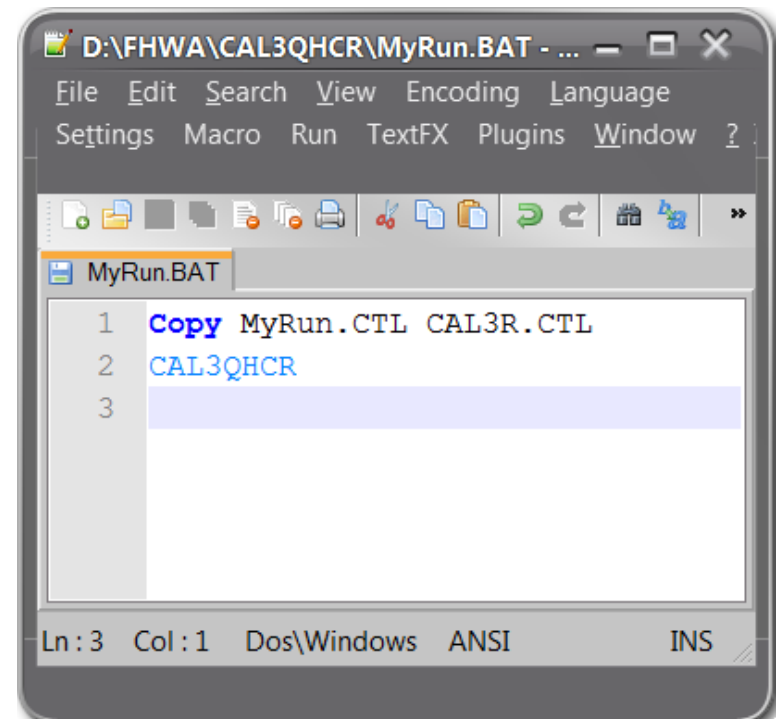 D:\FHWA\CAL3QHCR\MyRun.BAT - ...
File Edit Search View Encoding Language
Settings Macro Run TextFX Plugins Window ?
MyRun.BAT
1 Copy MyRun.CTL CAL3R.CTL
2 CAL3QHCR
3
Ln : 3 Col : 1 Dos\Windows ANSI INS